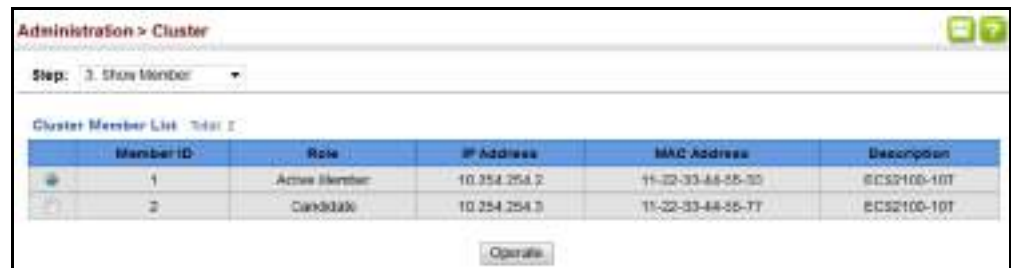 Administration > Cluster
Step: 3. Show Member
Cluster Member List Total: 2
Member ID Role IP Address MAC Address Description
1 Active Member 10.254.254.2 11-22-33-44-55-33 ECS2100-10T
2 Candidate 10.254.254.3 11-22-33-44-55-77 ECS2100-10T
Operate